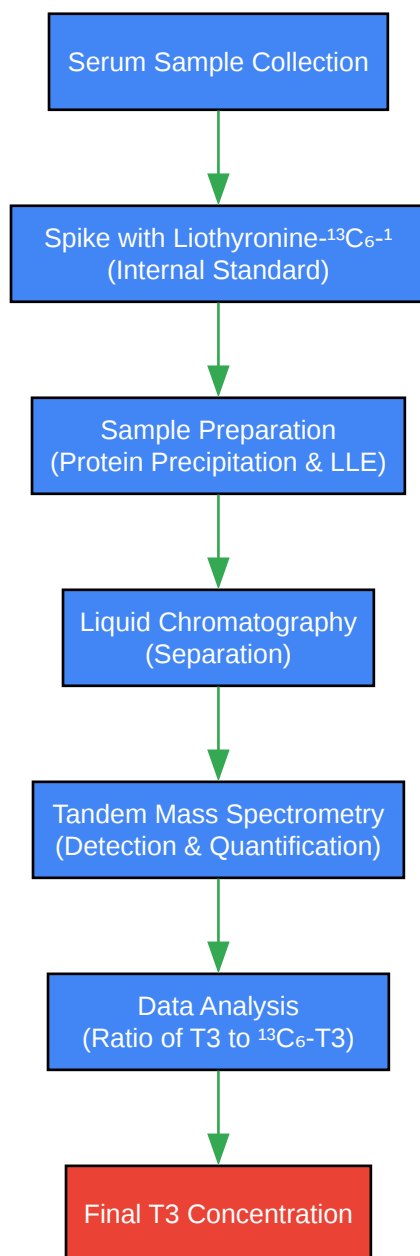 Serum Sample Collection
Spike with Liothyronine-¹³C₆-¹
(Internal Standard)
Sample Preparation
(Protein Precipitation & LLE)
Liquid Chromatography
(Separation)
Tandem Mass Spectrometry
(Detection & Quantification)
Data Analysis
(Ratio of T3 to ¹³C₆-T3)
Final T3 Concentration